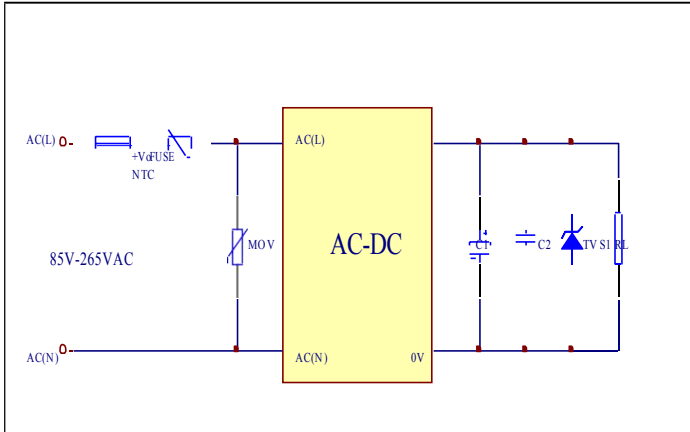 AC(L)
+VoFUSE
NTC
AC(L)
MOV
AC-DC
C1
C2
TVS1
RL
85V-265VAC
AC(N)
AC(N)
0V